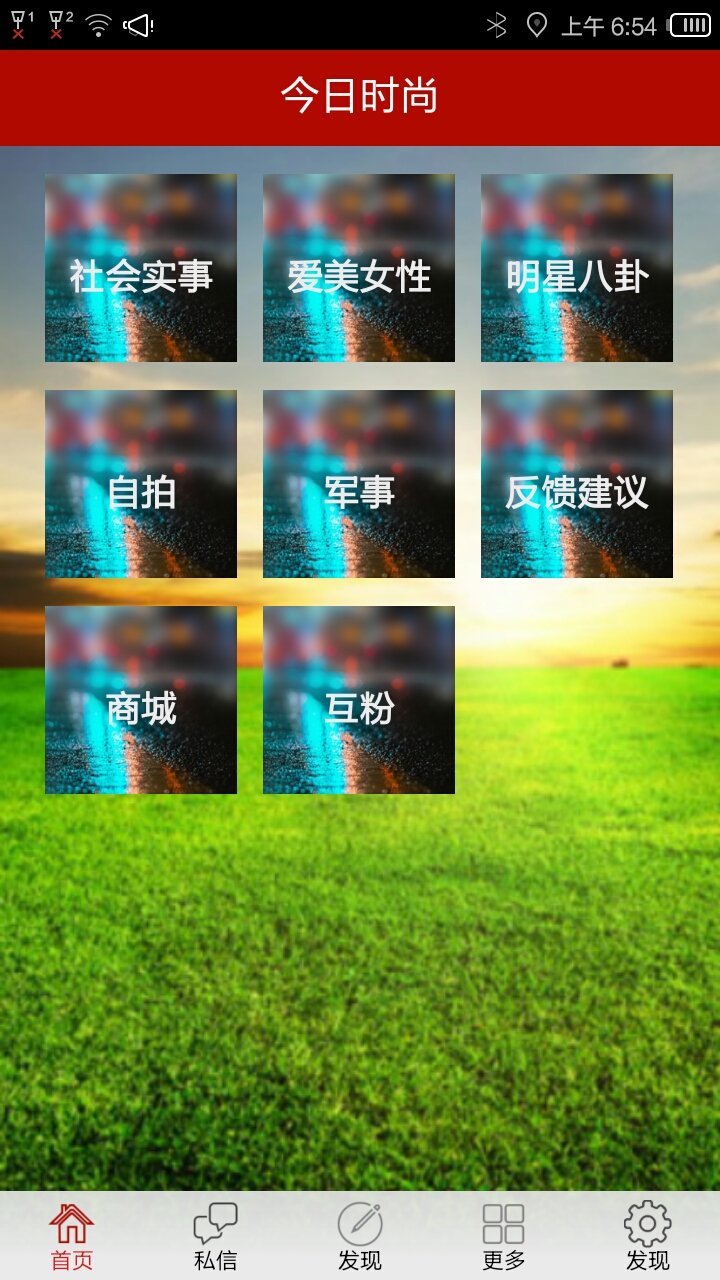 1 2 上午 6:54
今日时尚
社会实事 爱美女性 明星八卦
自拍 军事 反馈建议
商城 互粉
首页 私信 发现 更多 发现